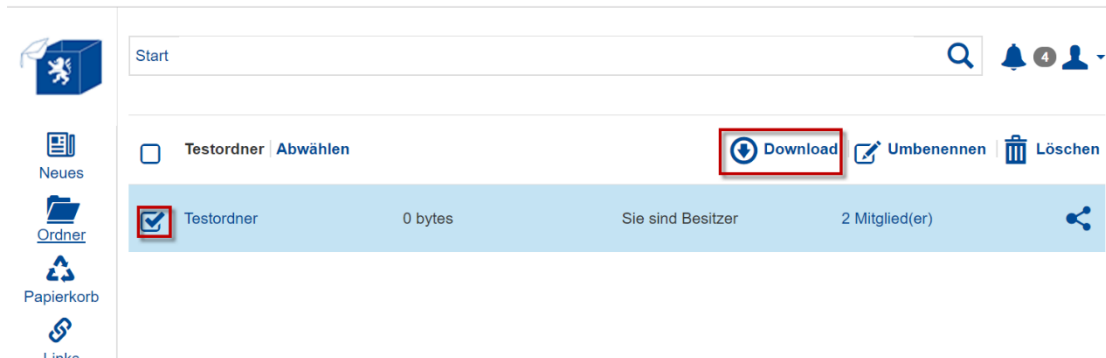 Start
4
Neues
Ordner
Papierkorb
Testordner Abwählen Download Umbenennen Löschen
Testordner 0 bytes Sie sind Besitzer 2 Mitglied(er)